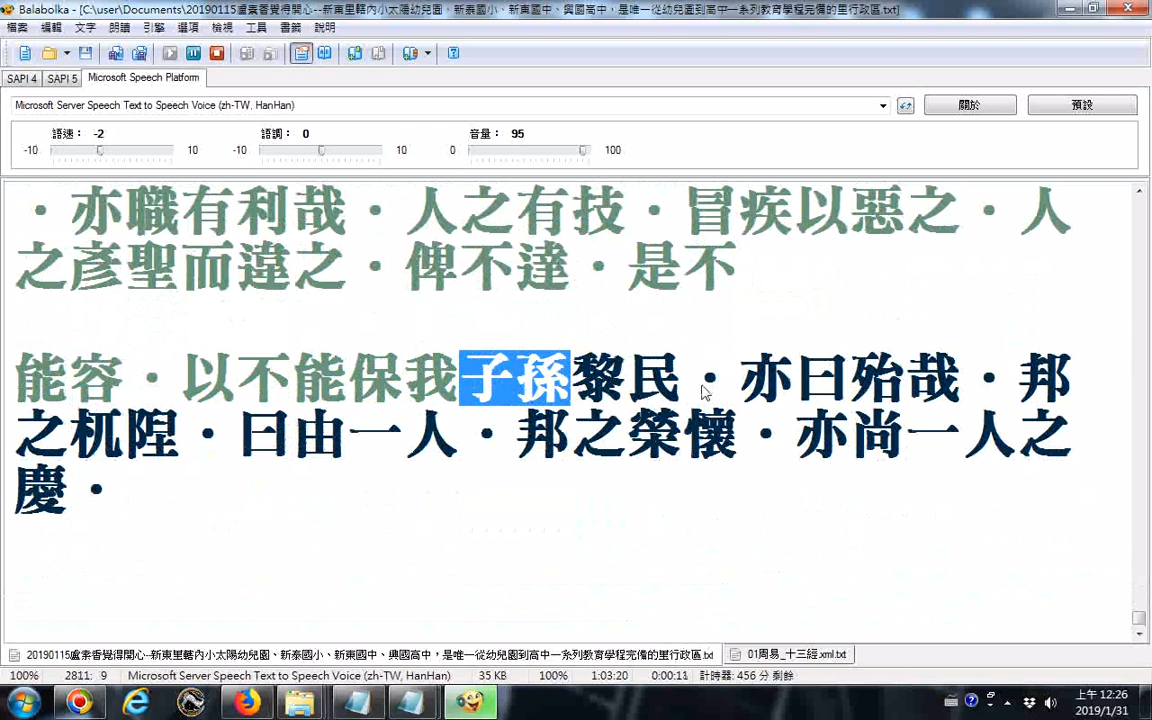 Balabolka - [C:\user\Documents\20190115盧素香覺得開心--新東里轄內小太陽幼兒園、新泰國小、新東國中、興國高中，是唯一從幼兒園到高中一系列教育學程完備的里行政區.txt]
檔案 編輯 文字 朗讀 引擎 選項 檢視 工具 書籤 說明
SAPI 4 SAPI 5 Microsoft Speech Platform
Microsoft Server Speech Text to Speech Voice (zh-TW, HanHan) 關於 預設
語速： -2 語調： 0 音量： 95
-10 10 -10 10 0 100
・亦職有利哉・人之有技・冒疾以惡之・人
之彥聖而違之・俾不達・是不
能容・以不能保我子孫黎民・亦曰殆哉・邦
之杌隉・曰由一人・邦之榮懷・亦尚一人之
慶・
20190115盧素香覺得開心--新東里轄內小太陽幼兒園、新泰國小、新東國中、興國高中，是唯一從幼兒園到高中一系列教育學程完備的里行政區.txt 01周易_十三經.xml.txt
100% 2811: 9 Microsoft Server Speech Text to Speech Voice (zh-TW, HanHan) 35 KB 100% 1:03:20 0:00:11 計時器: 456 分 剩餘
上午 12:26
2019/1/31